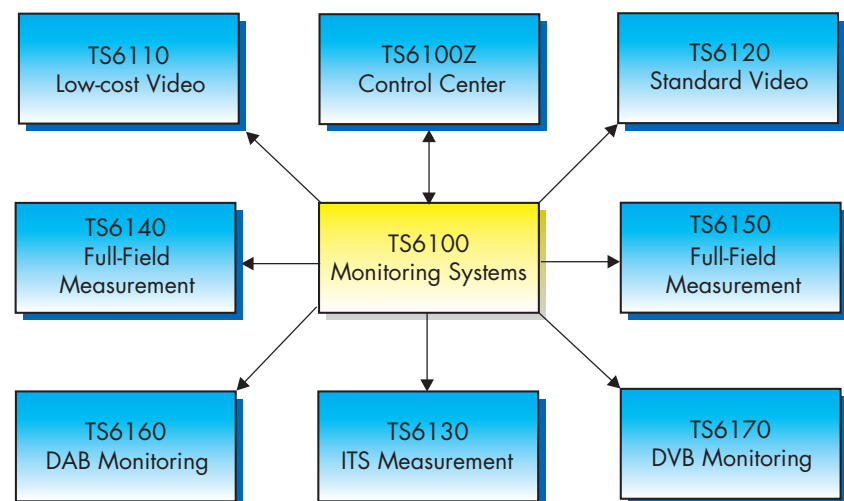 TS6110
Low-cost Video
TS6100Z
Control Center
TS6120
Standard Video
TS6140
Full-Field
Measurement
TS6100
Monitoring Systems
TS6150
Full-Field
Measurement
TS6160
DAB Monitoring
TS6130
ITS Measurement
TS6170
DVB Monitoring